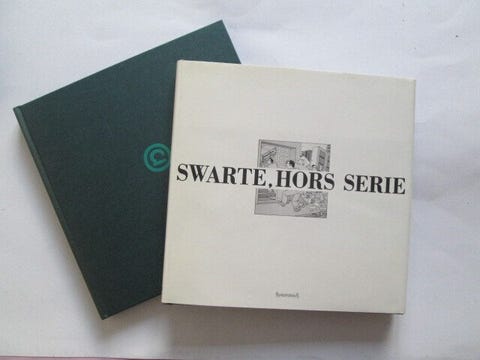 SWARTE, HORS SERIE